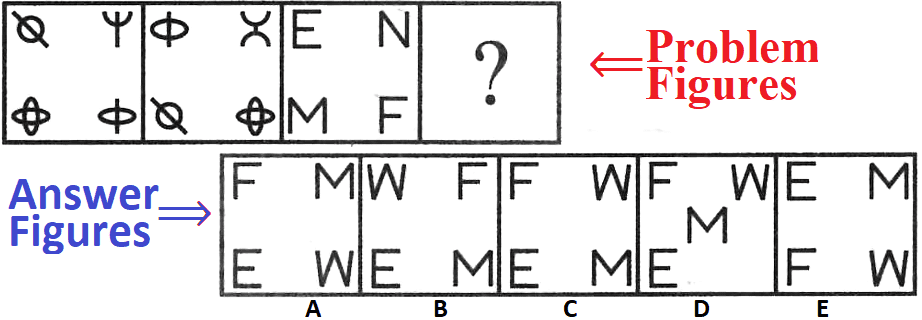 E N
M F
?
⇐ Problem
Figures
Answer ⇒
Figures
F M
E W
W F
E M
F W
E M
F W
M
E
E M
F W
A B C D E